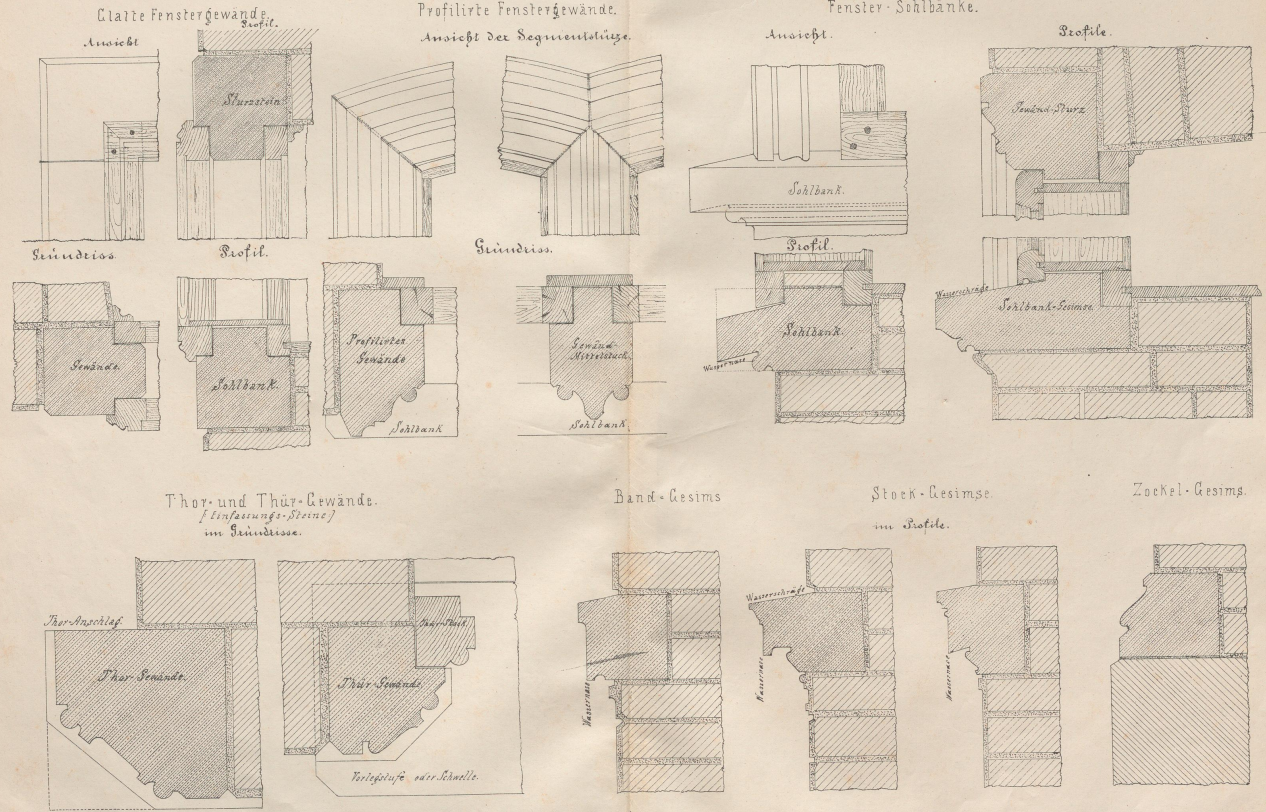 Glatte Fenstergewände.
Profil.
Ansicht
Sturzstein
Profilirte Fenstergewände.
Ansicht der Segmentstürze.
Fenster-Sohlbänke.
Ansicht.
Profile.
Sohlbank.
Gewänd-Sturz
Grundriss
Profil.
Grundriss.
Profil.
Gewände.
Sohlbank.
Profilirtes
Gewände
Sohlbank
Gewänd-
Mittelstück.
Sohlbank.
Sohlbank.
Wassernase
Wasserschräge
Sohlbank-Gesimse.
Thor- und Thür-Gewände.
[Einfassungs-Steine]
im Grundrisse.
Thor-Anschlag.
Thor-Gewände.
Thür-Stock.
Thür-Gewände.
Vorlegstufe oder Schwelle.
Band-Gesims
Wassernase
Stock-Gesimse.
im Profile.
Wasserschräge
Wassernase
Wassernase
Zockel-Gesims.